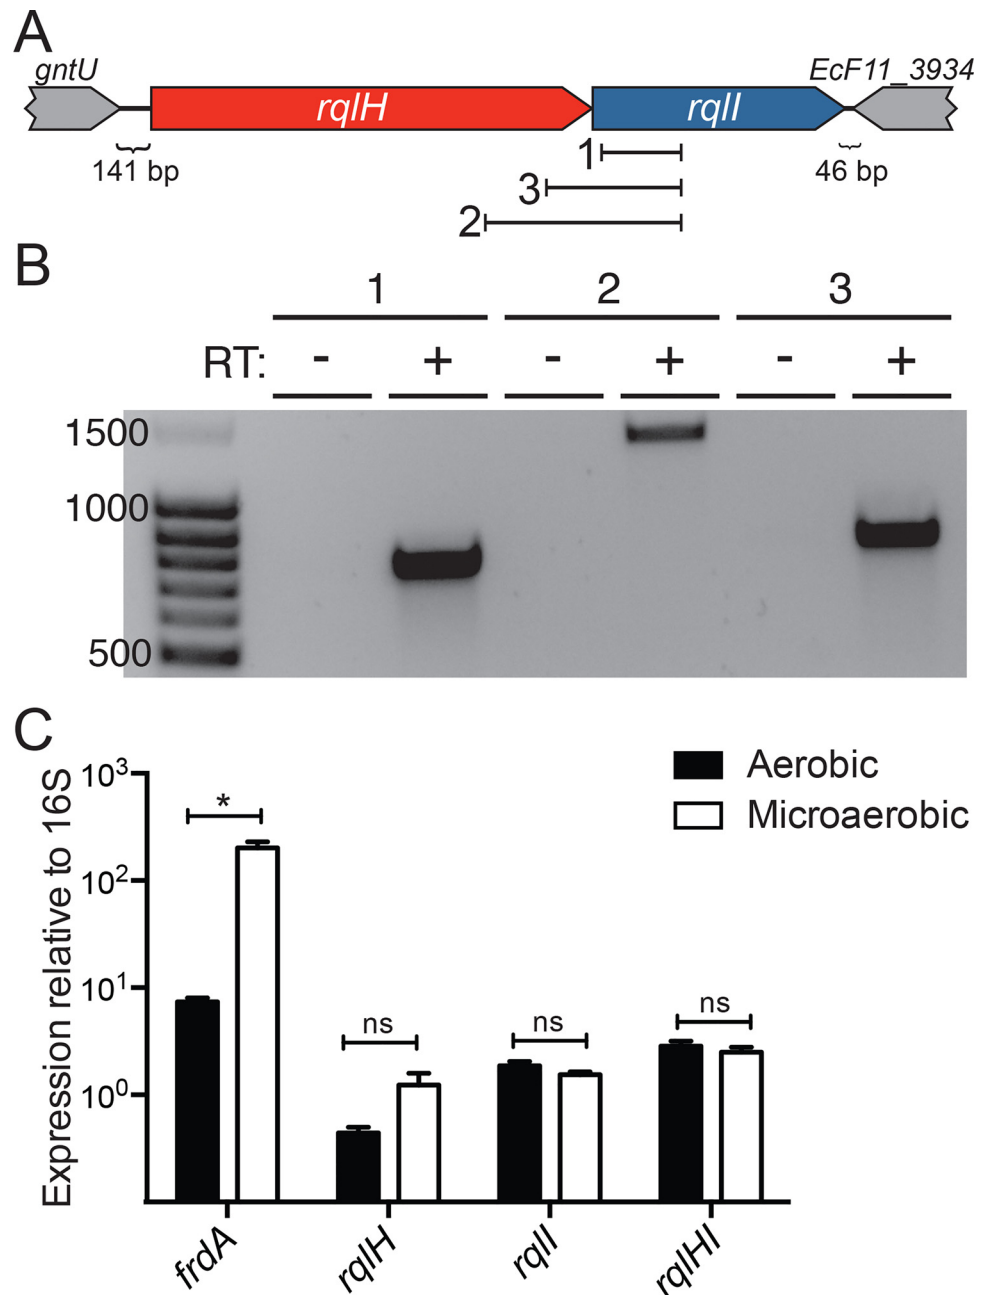 A
gntU
EcF11_3934
rqlH
rqlI
141 bp
1
46 bp
3
2
B
1 2 3
RT: - + - + - +
1500
1000
500
C
Aerobic
Microaerobic
Expression relative to 16S
10³
10²
10¹
10⁰
*
ns
ns
ns
frdA
rqlH
rqlI
rqlHI